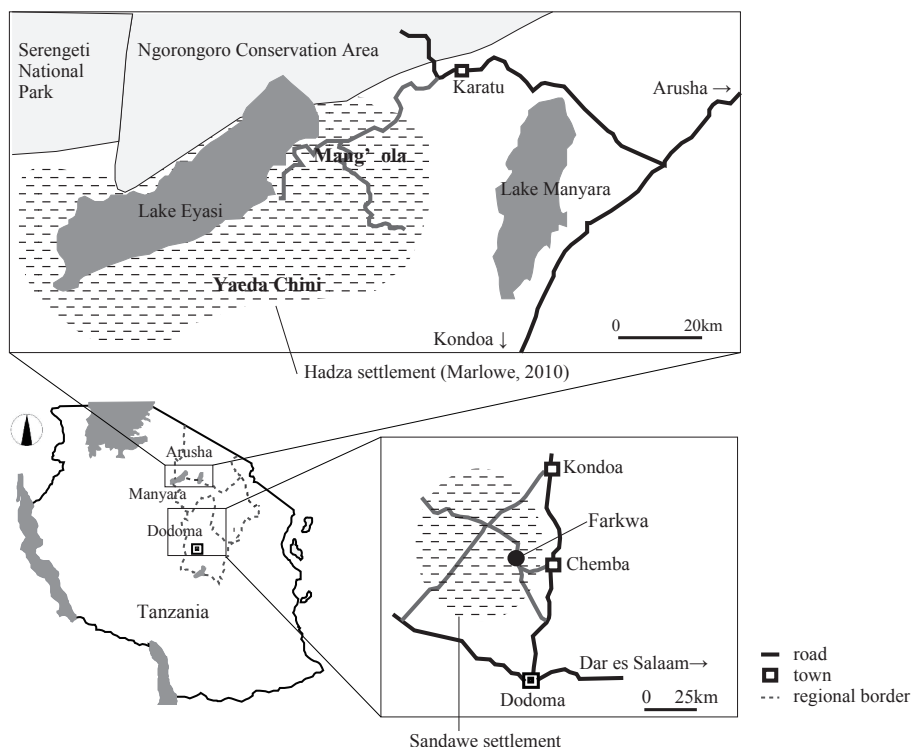 Serengeti
National
Park
Ngorongoro Conservation Area
Karatu
Arusha →
Mang’ ola
Lake Manyara
Lake Eyasi
Yaeda Chini
0 20km
Kondoa ↓
Hadza settlement (Marlowe, 2010)
Arusha
Manyara
Dodoma
Tanzania
Kondoa
Farkwa
Chemba
Dar es Salaam→
Dodoma
0 25km
road
town
regional border
Sandawe settlement